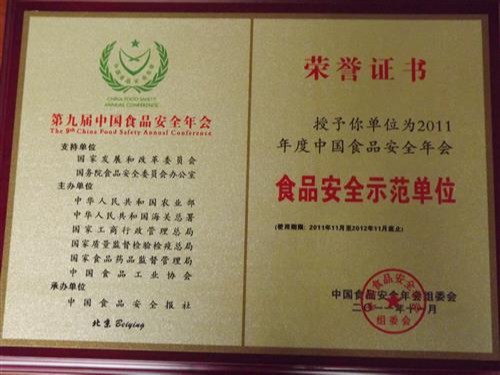 CHINA FOOD SAFETY
ANNUAL CONFERENCE
第九届中国食品安全年会
The 9th China Food Safety Annual Conference
支持单位
国家发展和改革委员会
国务院食品安全委员会办公室
主办单位
中华人民共和国农业部
中华人民共和国海关总署
国家工商行政管理总局
国家质量监督检验检疫总局
国家食品药品监督管理局
中国食品工业协会
承办单位
中国食品安全报社
北京 Beijing
荣誉证书
授予你单位为2011
年度中国食品安全年会
食品安全示范单位
(使用期限: 2011年11月至2012年11月底止)
中国食品安全年会组委会
二〇一一年十一月
组委会